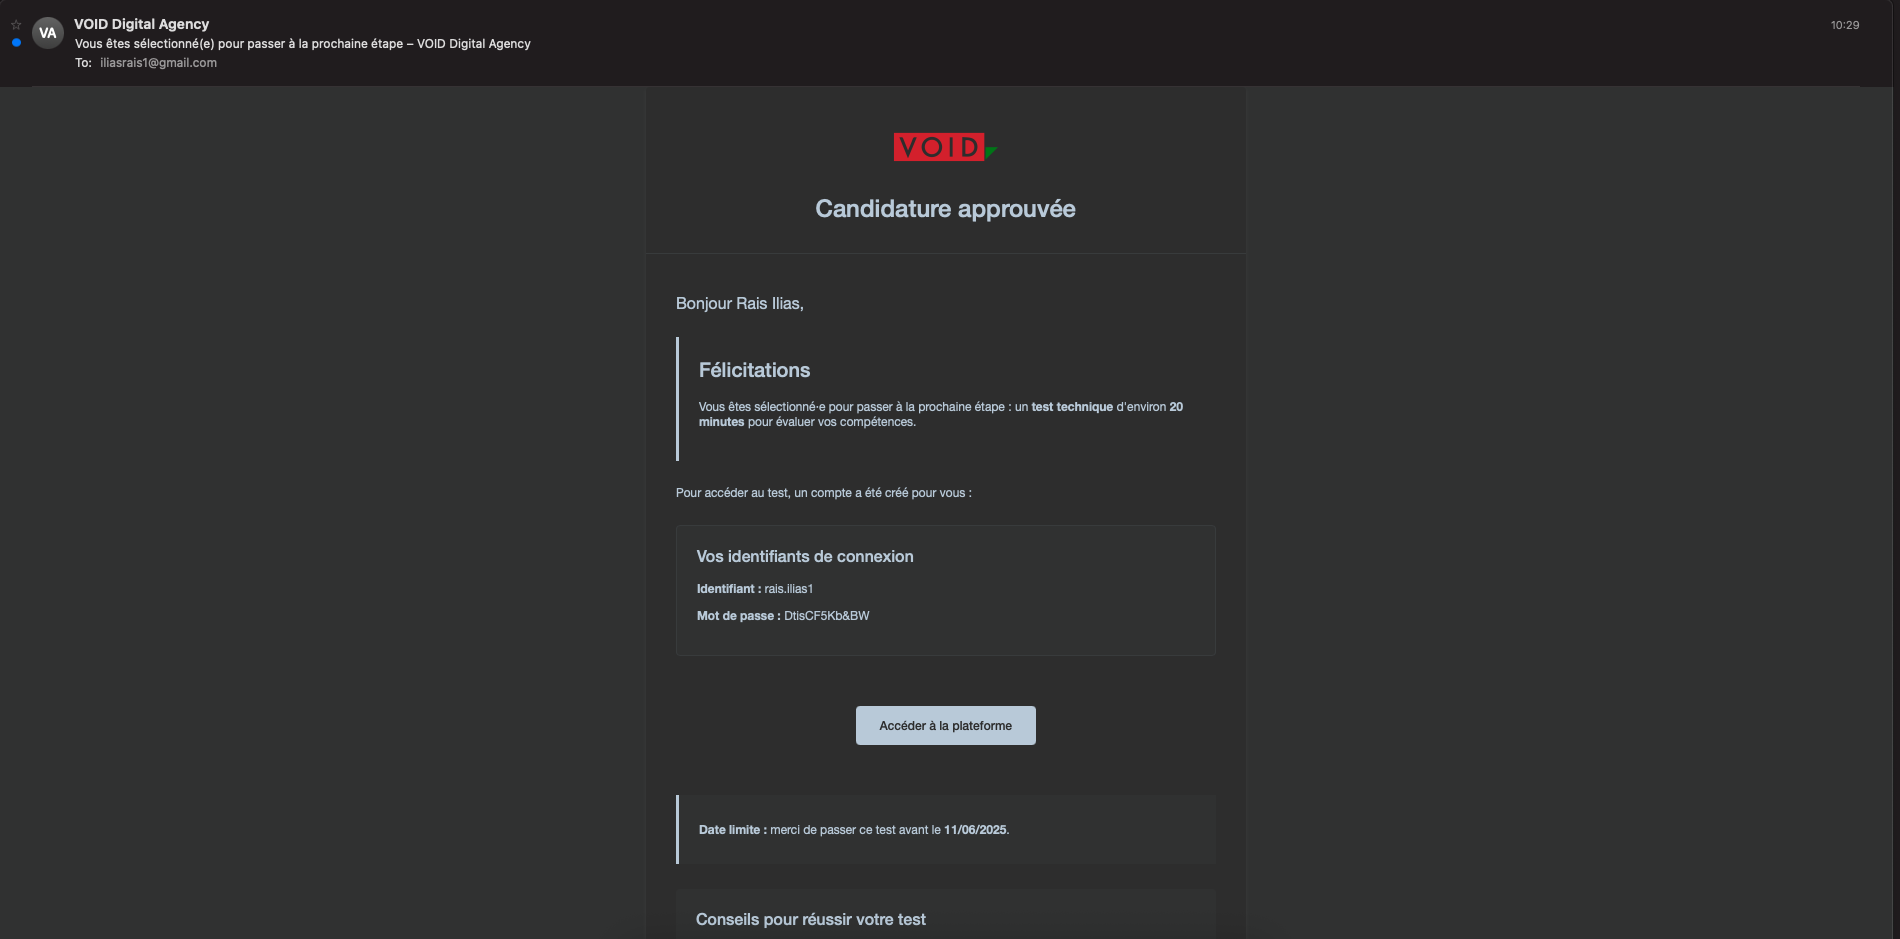 VA
VOID Digital Agency
10:29
Vous êtes sélectionné(e) pour passer à la prochaine étape – VOID Digital Agency
To: iliasrais1@gmail.com
VOID
Candidature approuvée
Bonjour Rais Ilias,
Félicitations
Vous êtes sélectionné·e pour passer à la prochaine étape : un test technique d'environ 20
minutes pour évaluer vos compétences.
Pour accéder au test, un compte a été créé pour vous :
Vos identifiants de connexion
Identifiant : rais.ilias1
Mot de passe : DtisCF5Kb&BW
Accéder à la plateforme
Date limite : merci de passer ce test avant le 11/06/2025.
Conseils pour réussir votre test